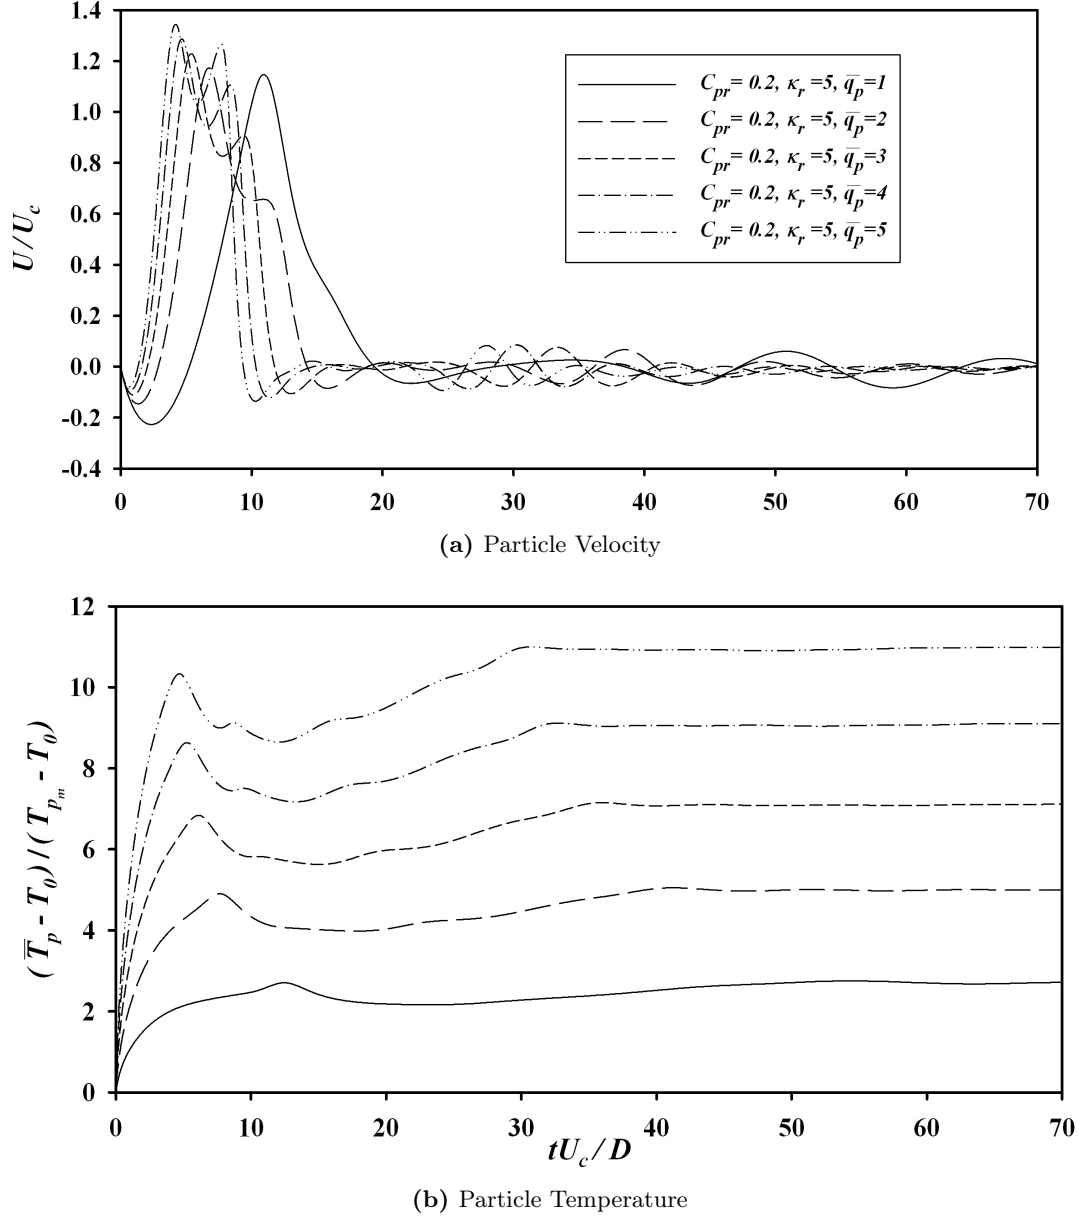 1.4
1.2
1.0
0.8
0.6
0.4
0.2
0.0
-0.2
-0.4
U/U_c
C_pr= 0.2, κ_r =5, q̅_p=1
C_pr= 0.2, κ_r =5, q̅_p=2
C_pr= 0.2, κ_r =5, q̅_p=3
C_pr= 0.2, κ_r =5, q̅_p=4
C_pr= 0.2, κ_r =5, q̅_p=5
0 10 20 30 40 50 60 70
(a) Particle Velocity
12
10
8
6
4
2
0
(T̅_p - T_0)/(T_p_m - T_0)
0 10 20 30 40 50 60 70
tU_c/D
(b) Particle Temperature